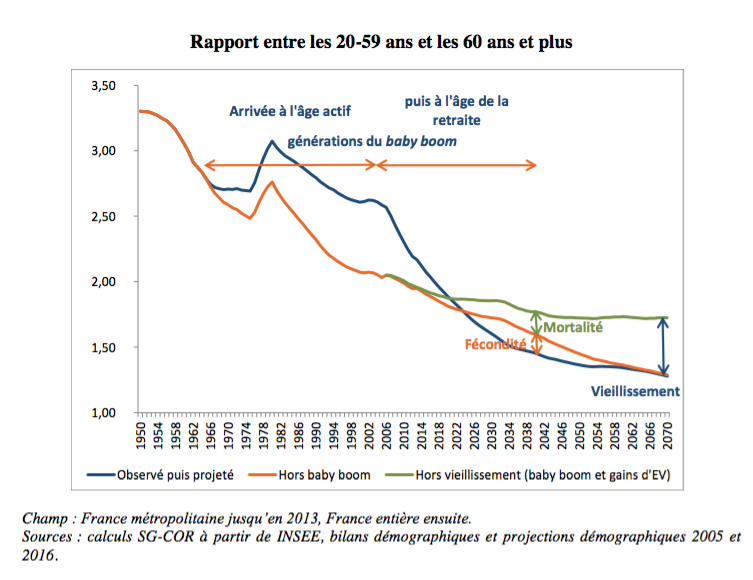 Rapport entre les 20-59 ans et les 60 ans et plus
3,50
3,00
2,50
2,00
1,50
1,00
Arrivée à l'âge actif
puis à l'âge de la
retraite
générations du baby boom
Mortalité
Fécondité
Vieillissement
1950 1954 1958 1962 1966 1970 1974 1978 1982 1986 1990 1994 1998 2002 2006 2010 2014 2018 2022 2026 2030 2034 2038 2042 2046 2050 2054 2058 2062 2066 2070
Observé puis projeté Hors baby boom Hors vieillissement (baby boom et gains d'EV)
Champ : France métropolitaine jusqu'en 2013, France entière ensuite.
Sources : calculs SG-COR à partir de INSEE, bilans démographiques et projections démographiques 2005 et
2016.